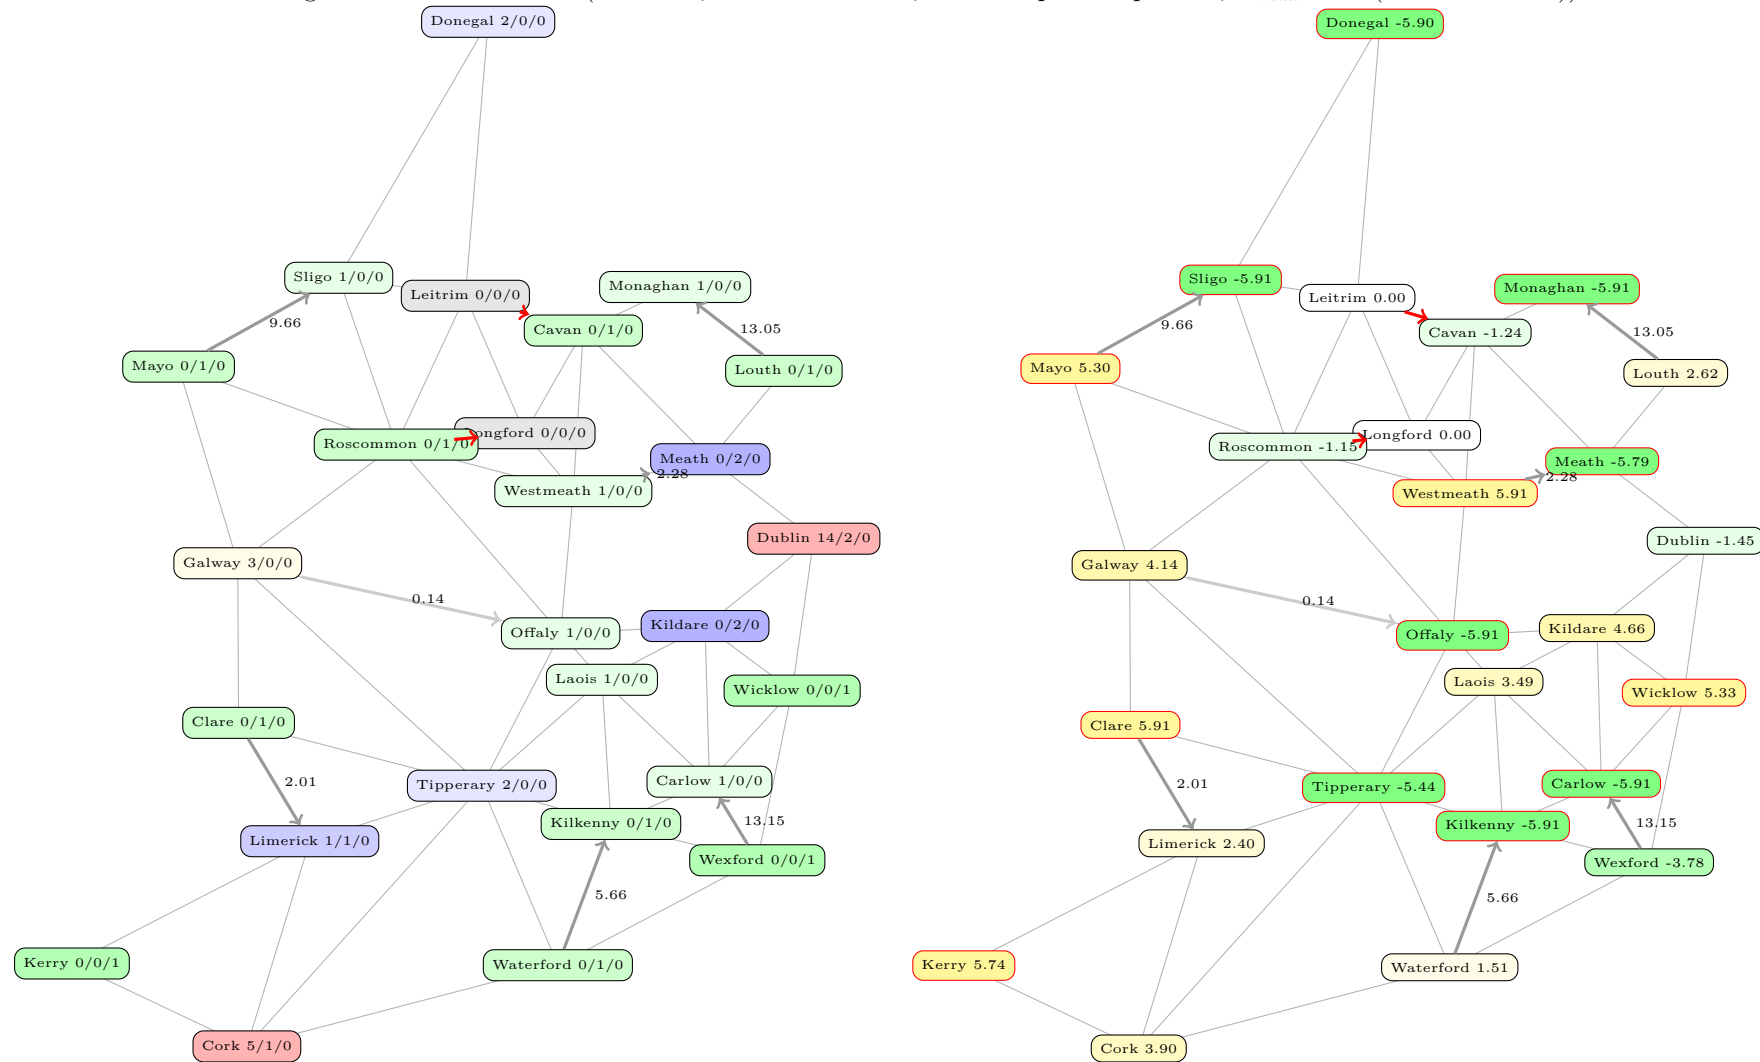 Donegal 2/0/0
Donegal -5.90
Sligo 1/0/0
Leitrim 0/0/0
Monaghan 1/0/0
Sligo -5.91
Leitrim 0.00
Monaghan -5.91
9.66
Cavan 0/1/0
13.05
9.66
Cavan -1.24
13.05
Mayo 0/1/0
Louth 0/1/0
Mayo 5.30
Louth 2.62
Roscommon 0/1/0
ongford 0/0/0
Roscommon -1.15
Longford 0.00
Meath 0/2/0
2.28
Meath -5.79
2.28
Westmeath 1/0/0
Westmeath 5.91
Dublin 14/2/0
Dublin -1.45
Galway 3/0/0
Galway 4.14
0.14
0.14
Offaly 1/0/0
Kildare 0/2/0
Offaly -5.91
Kildare 4.66
Laois 1/0/0
Wicklow 0/0/1
Laois 3.49
Wicklow 5.33
Clare 0/1/0
Clare 5.91
2.01
Tipperary 2/0/0
Carlow 1/0/0
2.01
Tipperary -5.44
Carlow -5.91
Limerick 1/1/0
Kilkenny 0/1/0
13.15
Limerick 2.40
Kilkenny -5.91
13.15
Wexford 0/0/1
Wexford -3.78
5.66
5.66
Kerry 0/0/1
Waterford 0/1/0
Kerry 5.74
Waterford 1.51
Cork 5/1/0
Cork 3.90